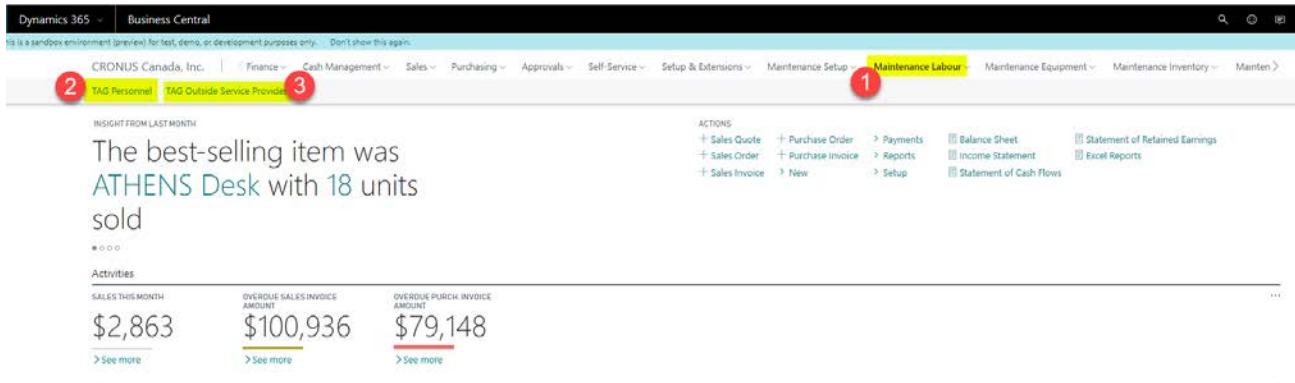 Dynamics 365 Business Central
his is a sandbox environment (preview) for test, demo, or development purposes only. Don't show this again.
CRONUS Canada, Inc. Finance Cash Management Sales Purchasing Approvals Self-Service Setup & Extensions Maintenance Setup Maintenance Labour Maintenance Equipment Maintenance Inventory Mainten
1
2 TAG Personnel TAG Outside Service Provide 3
INSIGHT FROM LAST MONTH
The best-selling item was
ATHENS Desk with 18 units
sold
ACTIONS
+ Sales Quote + Purchase Order > Payments Balance Sheet Statement of Retained Earnings
+ Sales Order + Purchase Invoice > Reports Income Statement Excel Reports
+ Sales Invoice > New > Setup Statement of Cash Flows
Activities
SALES THIS MONTH OVERDUE SALES INVOICE OVERDUE PURCH. INVOICE
AMOUNT AMOUNT
$2,863 $100,936 $79,148
> See more > See more > See more